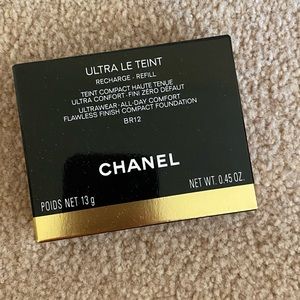 ULTRA LE TEINT
RECHARGE - REFILL
TEINT COMPACT HAUTE TENUE
ULTRA CONFORT - FINI ZÉRO DÉFAUT
ULTRAWEAR - ALL-DAY COMFORT
FLAWLESS FINISH COMPACT FOUNDATION
BR12
CHANEL
POIDS NET 13 g
NET WT. 0.45 OZ.